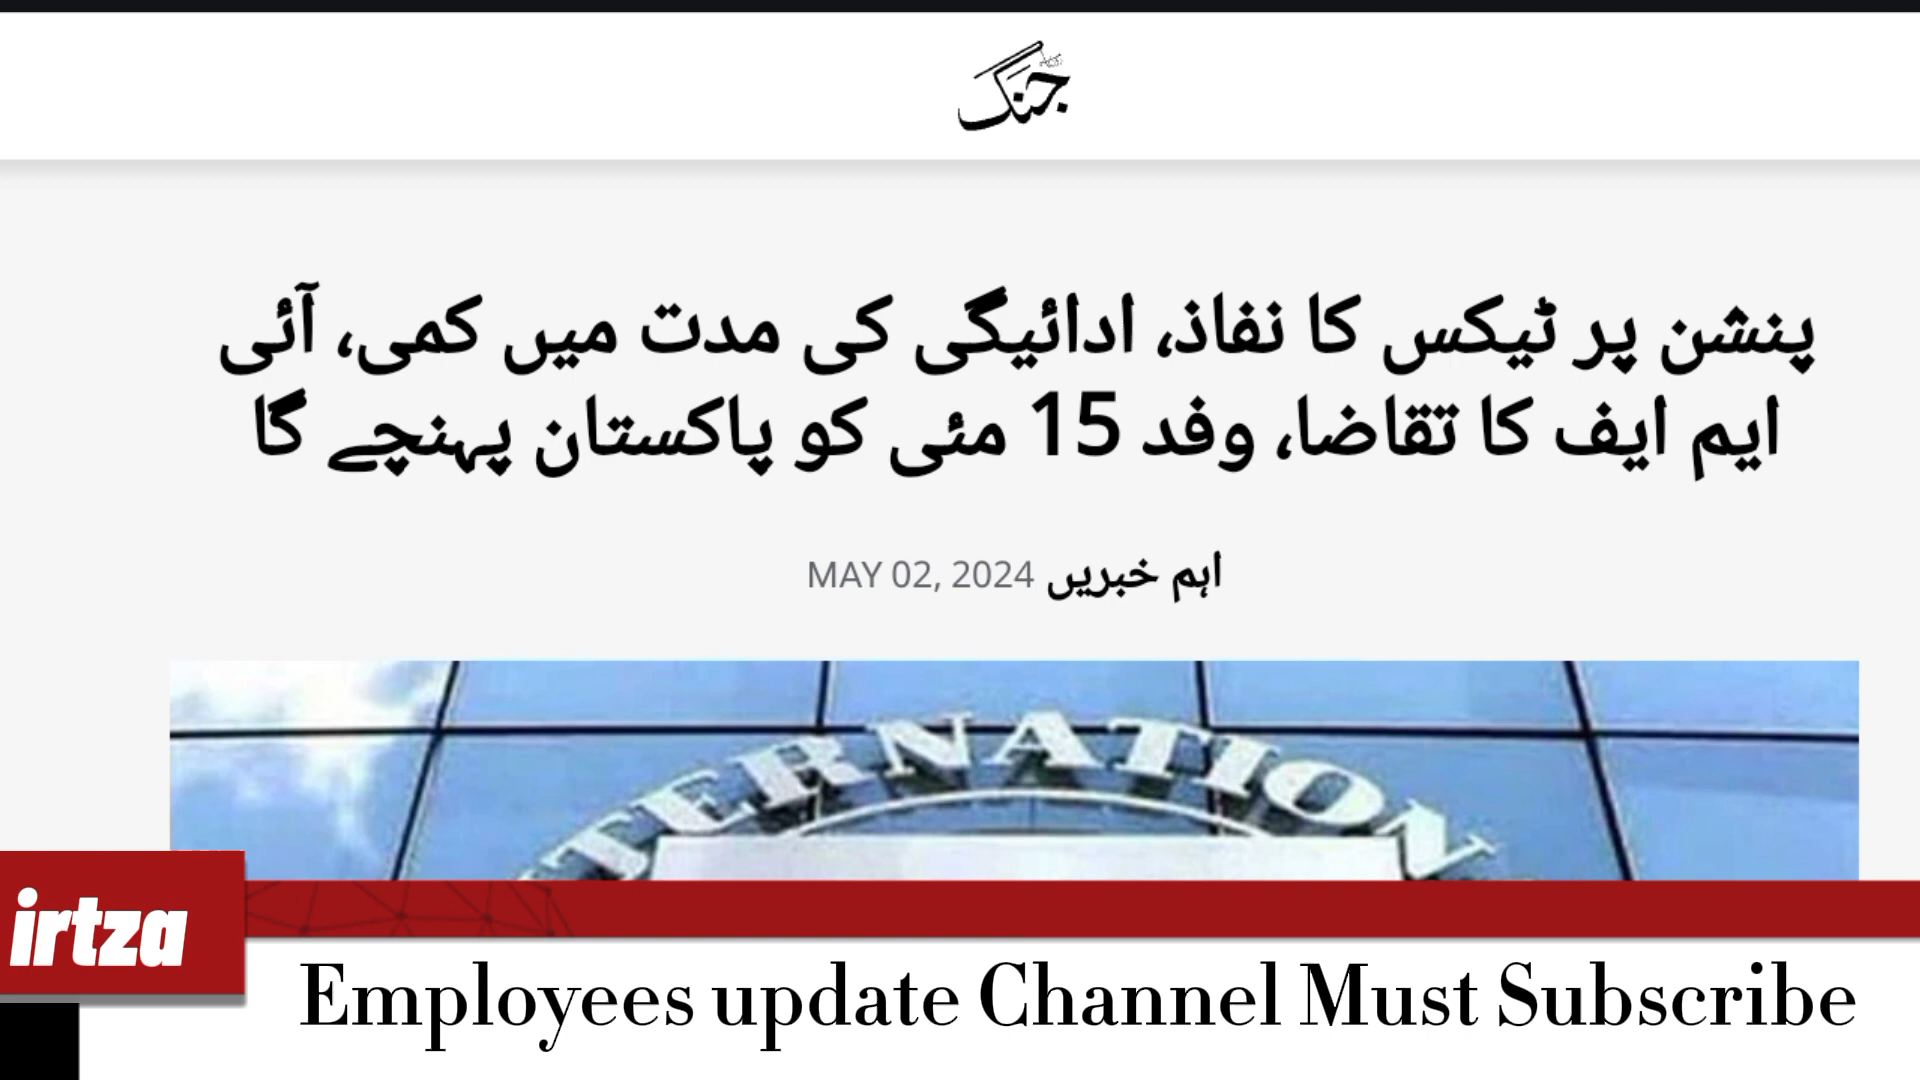 جنگ
پنشن پر ٹیکس کا نفاذ، ادائیگی کی مدت میں کمی، آئی
ایم ایف کا تقاضا، وفد 15 مئی کو پاکستان پہنچے گا
اہم خبریں MAY 02, 2024
TERNATION
irtza
Employees update Channel Must Subscribe